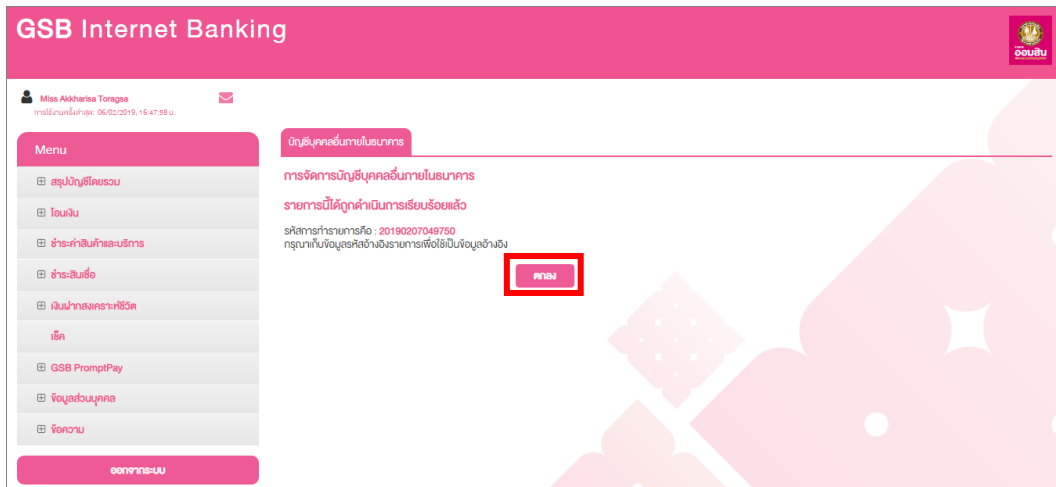 GSB Internet Banking
ออมสิน
Miss Akkharisa Toragsa
การใช้งานครั้งล่าสุด: 06/02/2019, 16:47:58 น.
Menu
สรุปบัญชีโดยรวม
โอนเงิน
ชำระค่าสินค้าและบริการ
ชำระสินเชื่อ
เงินฝากสงเคราะห์ชีวิต
เช็ค
GSB PromptPay
ข้อมูลส่วนบุคคล
ข้อความ
ออกจากระบบ
บัญชีบุคคลอื่นภายในธนาคาร
การจัดการบัญชีบุคคลอื่นภายในธนาคาร
รายการนี้ได้ถูกดำเนินการเรียบร้อยแล้ว
รหัสการทำรายการคือ : 20190207049750
กรุณาเก็บข้อมูลรหัสอ้างอิงรายการเพื่อใช้เป็นข้อมูลอ้างอิง
ตกลง